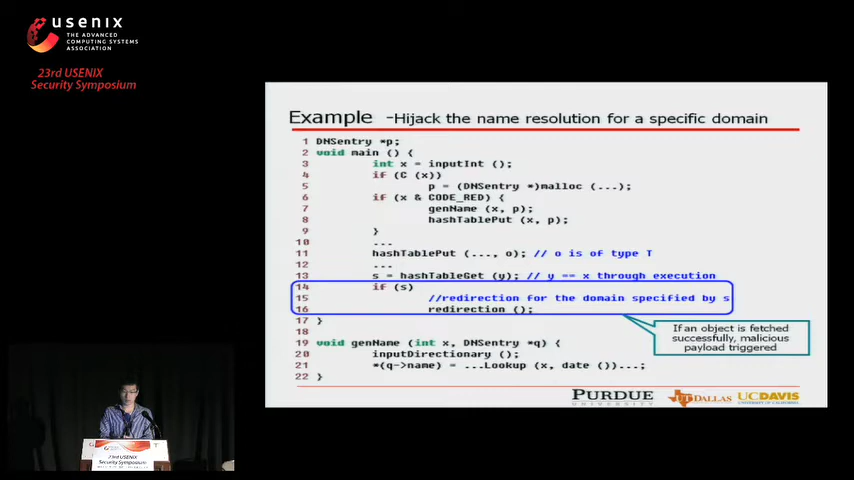 usenix
THE ADVANCED
COMPUTING SYSTEMS
ASSOCIATION
23rd USENIX
Security Symposium
Example -Hijack the name resolution for a specific domain
1 DNSentry *p;
2 void main () {
3 int x = inputInt ();
4 if (C (x))
5 p = (DNSentry *)malloc (...);
6 if (x & CODE_RED) {
7 genName (x, p);
8 hashTablePut (x, p);
9 }
10 ...
11 hashTablePut (..., o); // o is of type T
12 ...
13 s = hashTableGet (y); // y == x through execution
14 if (s)
15 //redirection for the domain specified by s
16 redirection ();
17 }
18
19 void genName (int x, DNSentry *q) {
20 inputDirectionary ();
21 *(q->name) = ...Lookup (x, date ())...;
22 }
If an object is fetched
successfully, malicious
payload triggered
PURDUE
UT DALLAS
UCDAVIS
23rd USENIX
Security Symposium